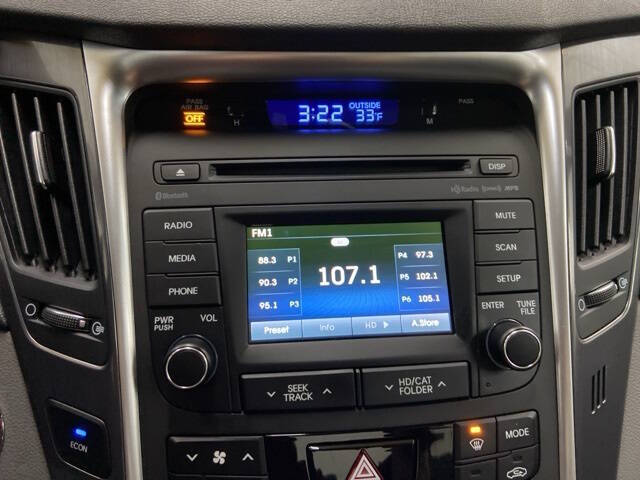 PASS
AIR BAG
OFF
H
3:22 OUTSIDE 33°F
M
PASS
DISP
Bluetooth
HD Radio SiriusXM MP3
RADIO
MEDIA
PHONE
PWR PUSH
VOL
FM1
88.3 P1
90.3 P2
95.1 P3
107.1
P4 97.3
P5 102.1
P6 105.1
Preset Info HD ▶ A.Store
MUTE
SCAN
SETUP
ENTER
TUNE FILE
SEEK
TRACK
HD/CAT
FOLDER
ECON
MODE